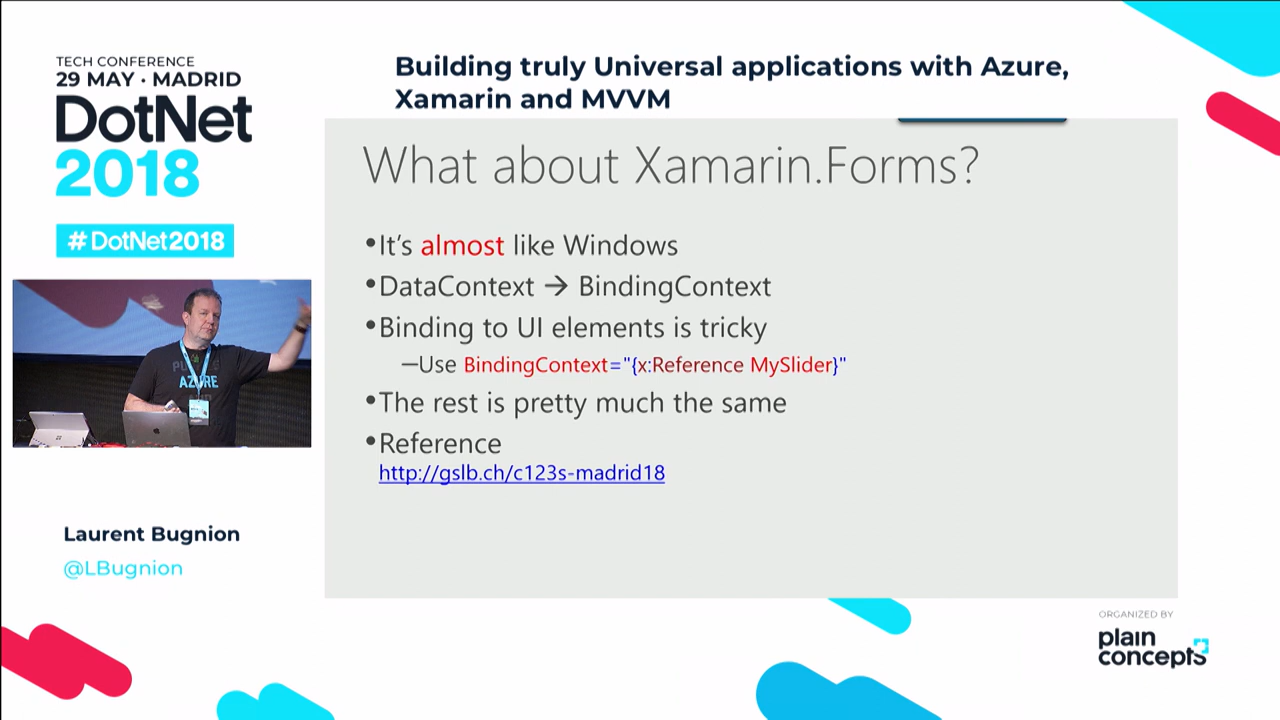 TECH CONFERENCE
29 MAY · MADRID
DotNet
2018
#DotNet2018
Building truly Universal applications with Azure,
Xamarin and MVVM
What about Xamarin.Forms?
•It's almost like Windows
•DataContext → BindingContext
•Binding to UI elements is tricky
–Use BindingContext="{x:Reference MySlider}"
•The rest is pretty much the same
•Reference
http://gslb.ch/c123s-madrid18
AZURE
Laurent Bugnion
@LBugnion
ORGANIZED BY
plain
concepts